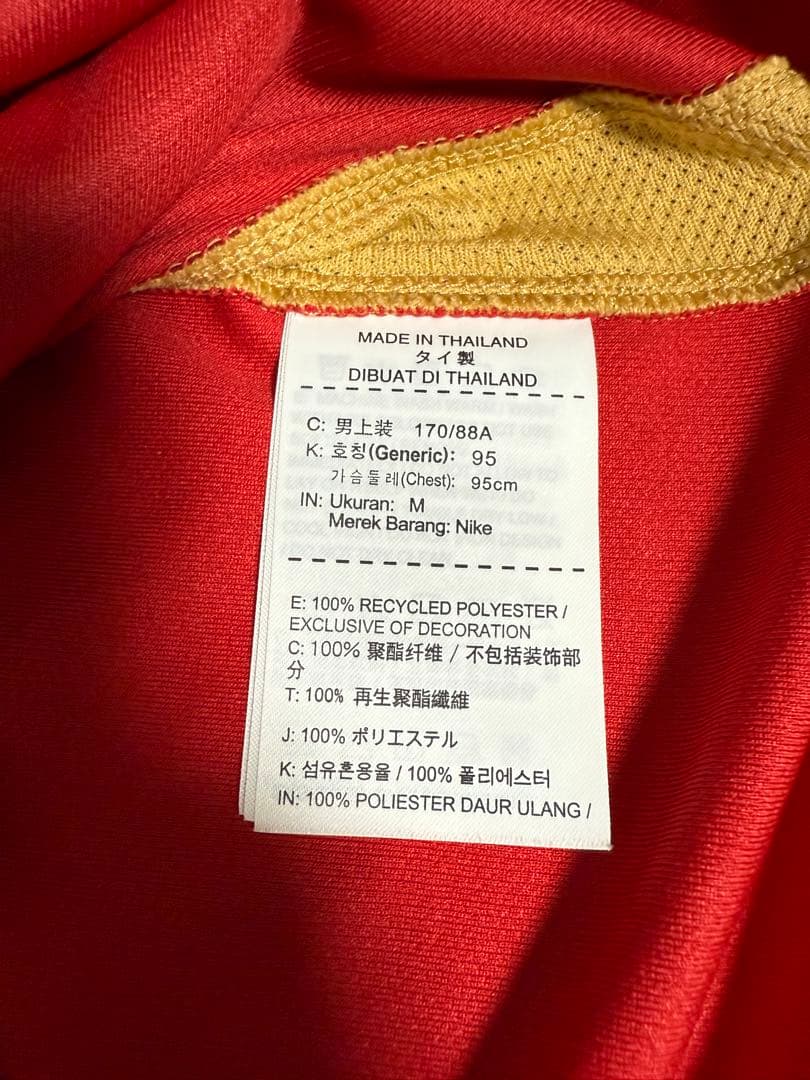 MADE IN THAILAND
タイ製
DIBUAT DI THAILAND
C: 男上装 170/88A
K: 호칭(Generic): 95
가슴둘레(Chest): 95cm
IN: Ukuran: M
Merek Barang: Nike
E: 100% RECYCLED POLYESTER /
EXCLUSIVE OF DECORATION
C: 100% 聚酯纤维 / 不包括装饰部
分
T: 100% 再生聚酯纖維
J: 100% ポリエステル
K: 섬유혼용율 / 100% 폴리에스터
IN: 100% POLIESTER DAUR ULANG /